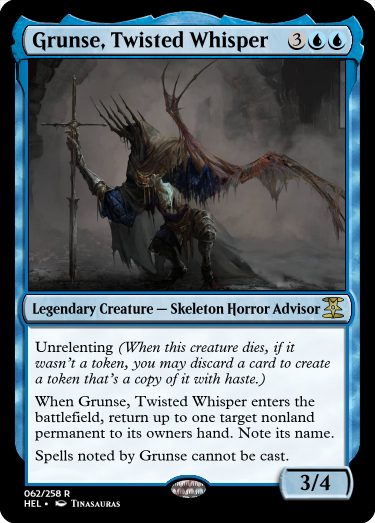 Grunse, Twisted Whisper 3
Legendary Creature — Skeleton Horror Advisor
Unrelenting (When this creature dies, if it
wasn't a token, you may discard a card to create
a token that's a copy of it with haste.)
When Grunse, Twisted Whisper enters the
battlefield, return up to one target nonland
permanent to its owners hand. Note its name.
Spells noted by Grunse cannot be cast.
3/4
062/258 R
HEL • Tinasauras